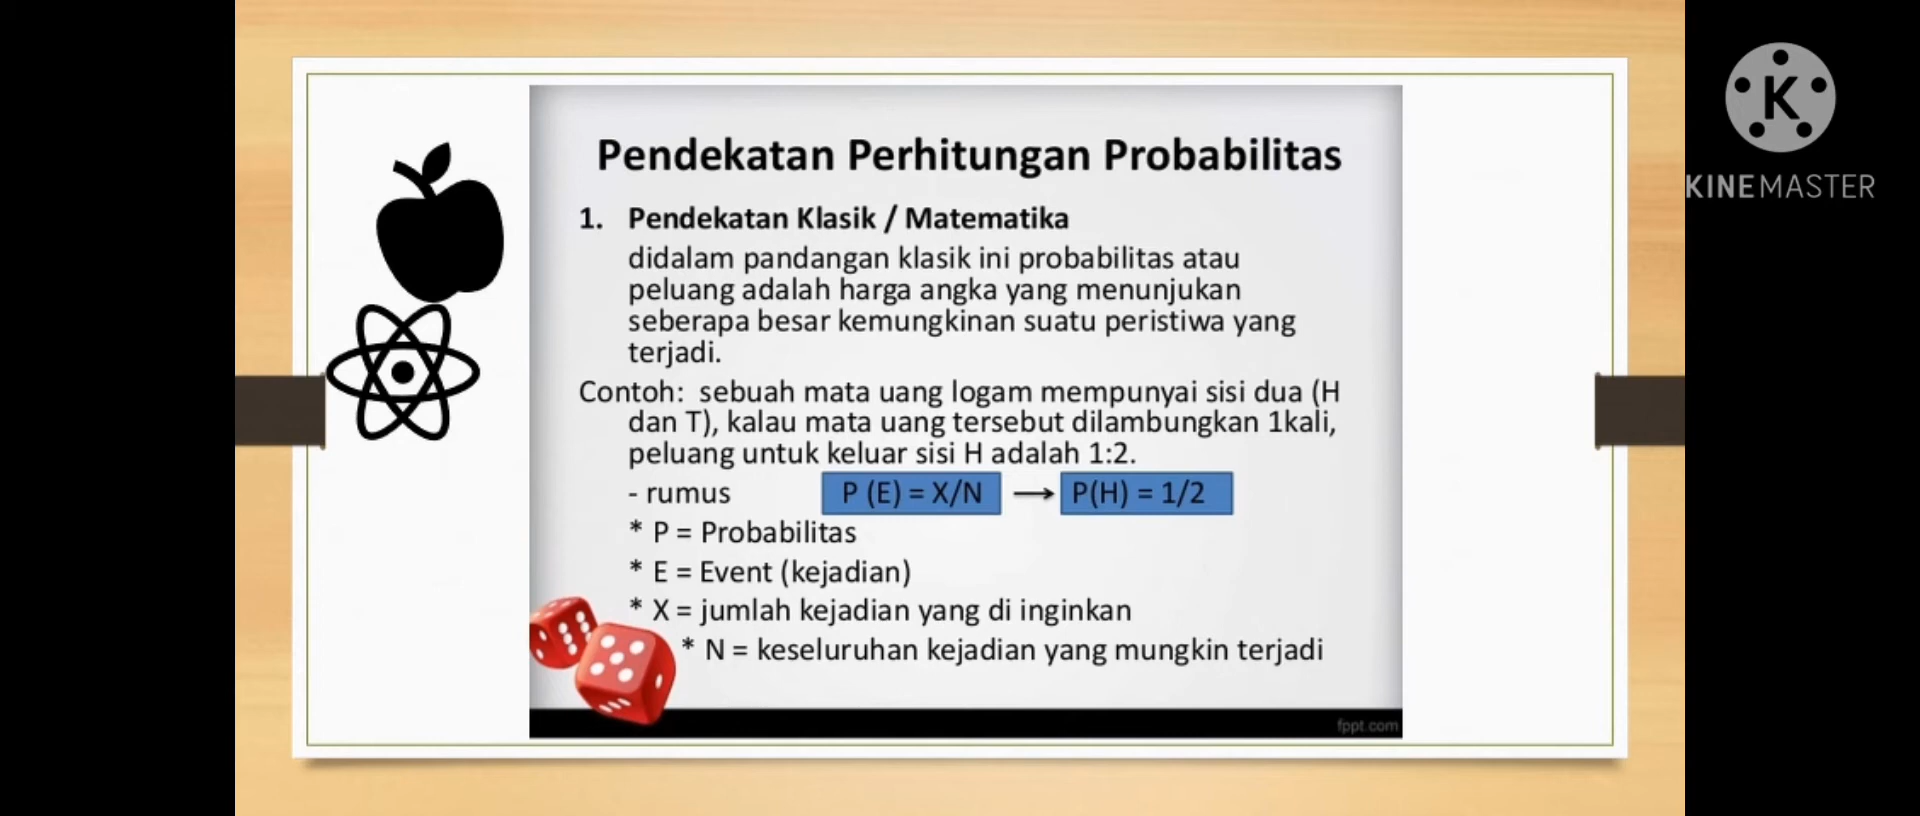 Pendekatan Perhitungan Probabilitas
1. Pendekatan Klasik / Matematika
didalam pandangan klasik ini probabilitas atau
peluang adalah harga angka yang menunjukan
seberapa besar kemungkinan suatu peristiwa yang
terjadi.
Contoh: sebuah mata uang logam mempunyai sisi dua (H
dan T), kalau mata uang tersebut dilambungkan 1kali,
peluang untuk keluar sisi H adalah 1:2.
- rumus P (E) = X/N → P(H) = 1/2
* P = Probabilitas
* E = Event (kejadian)
* X = jumlah kejadian yang di inginkan
* N = keseluruhan kejadian yang mungkin terjadi
fppt.com
K
KINEMASTER